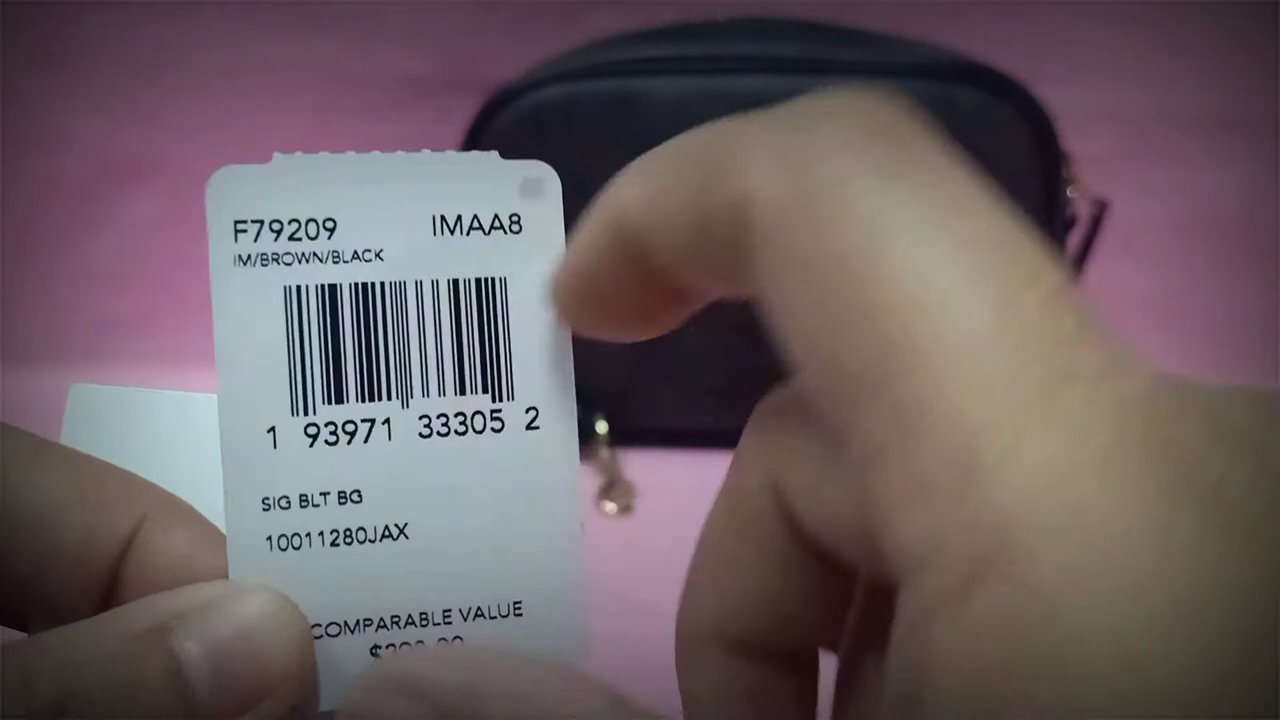 F79209 IMAA8
IM/BROWN/BLACK
1 93971 33305 2
SIG BLT BG
10011280JAX
COMPARABLE VALUE